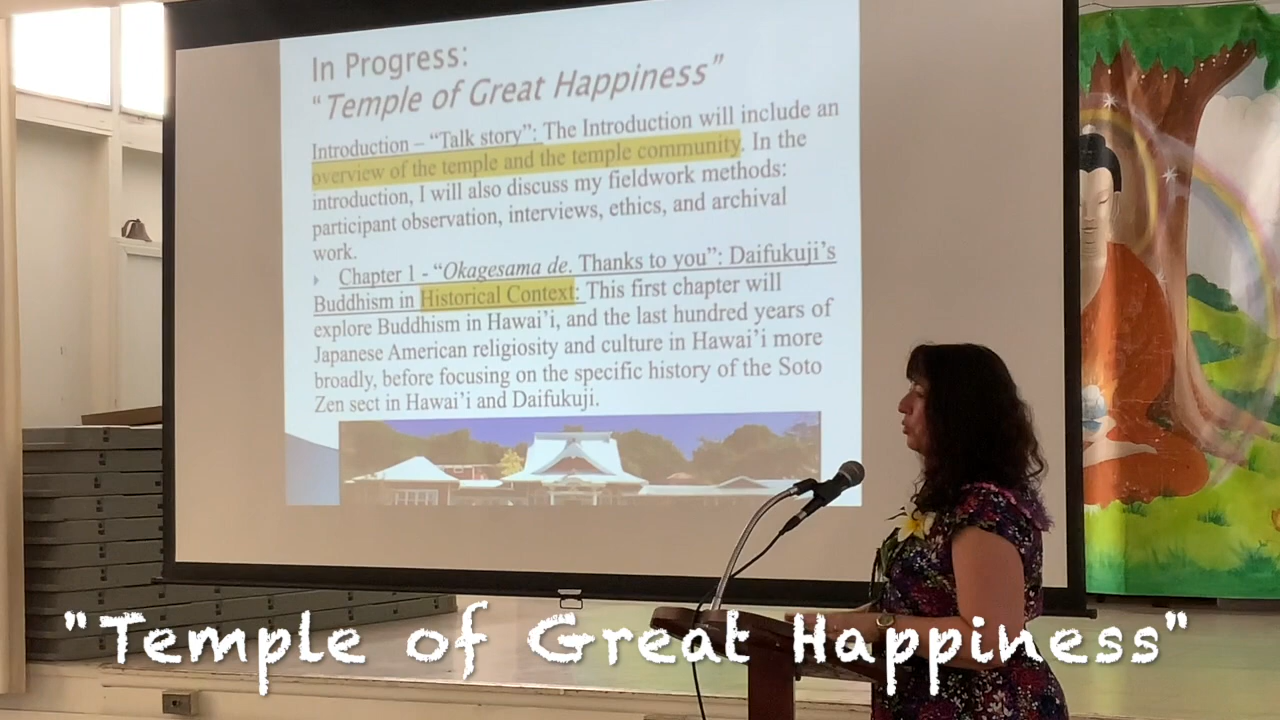 In Progress:
"Temple of Great Happiness"
Introduction – "Talk story": The Introduction will include an
overview of the temple and the temple community. In the
introduction, I will also discuss my fieldwork methods:
participant observation, interviews, ethics, and archival
work.
Chapter 1 - "Okagesama de. Thanks to you": Daifukuji's
Buddhism in Historical Context: This first chapter will
explore Buddhism in Hawai'i, and the last hundred years of
Japanese American religiosity and culture in Hawai'i more
broadly, before focusing on the specific history of the Soto
Zen sect in Hawai'i and Daifukuji.
"Temple of Great Happiness"